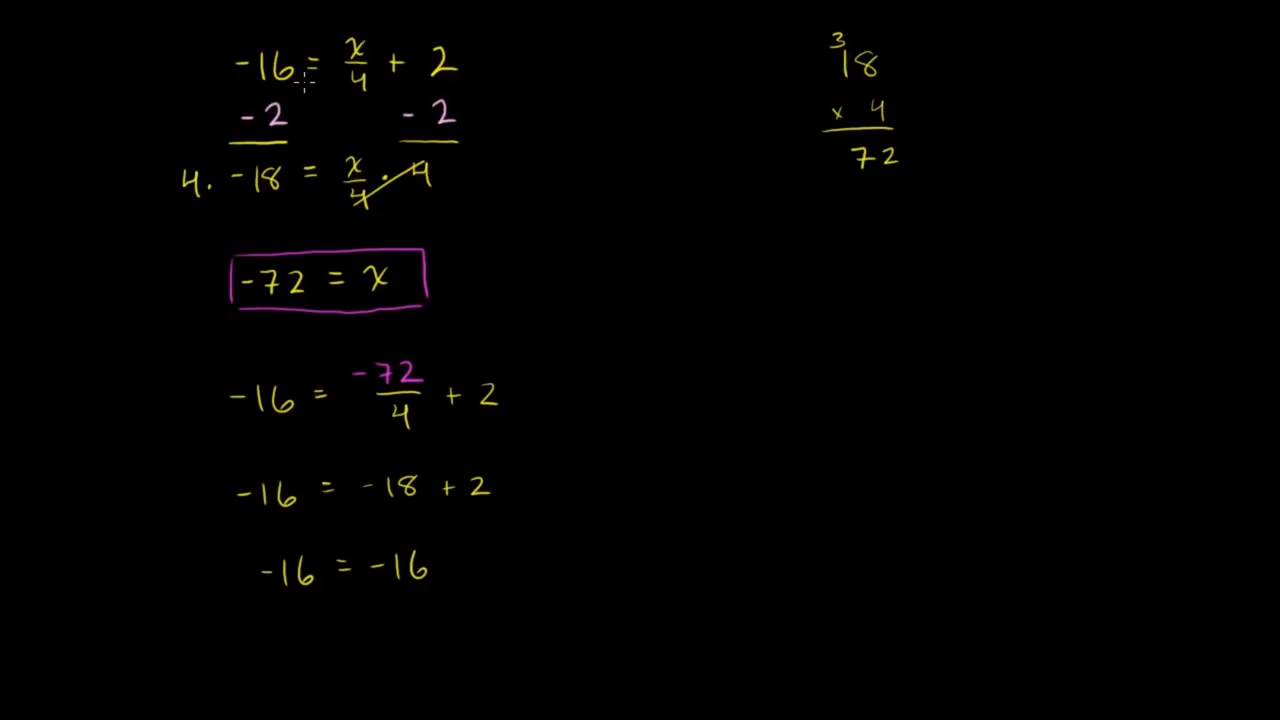 -16 = x/4 + 2
-2 -2
4 · -18 = x/4 · 4
-72 = x
-16 = -72/4 + 2
-16 = -18 + 2
-16 = -16
3
18
x 4
72